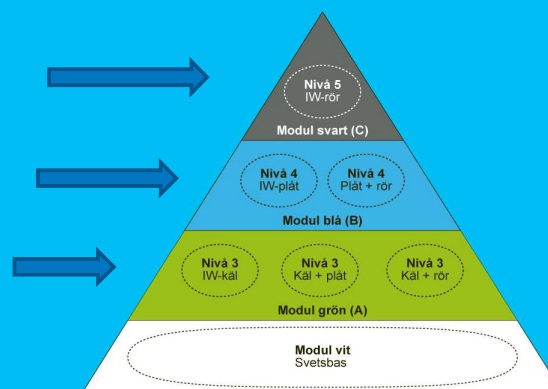 Nivå 5
IW-rör
Modul svart (C)
Nivå 4
IW-plåt
Nivå 4
Plåt + rör
Modul blå (B)
Nivå 3
IW-käl
Nivå 3
Käl + plåt
Nivå 3
Käl + rör
Modul grön (A)
Modul vit
Svetsbas